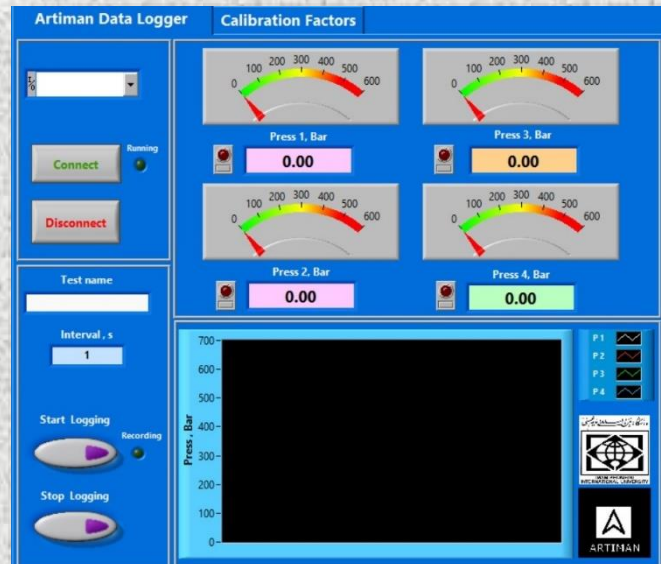 Artiman Data Logger
Calibration Factors
I/O
Connect
Running
Disconnect
Test name
Interval , s
1
Start Logging
Recording
Stop Logging
0 100 200 300 400 500 600
Press 1, Bar
0.00
0 100 200 300 400 500 600
Press 3, Bar
0.00
0 100 200 300 400 500 600
Press 2, Bar
0.00
0 100 200 300 400 500 600
Press 4, Bar
0.00
Press , Bar
700
600
500
400
300
200
100
0
P1
P2
P3
P4
INTERNATIONAL UNIVERSITY
ARTIMAN